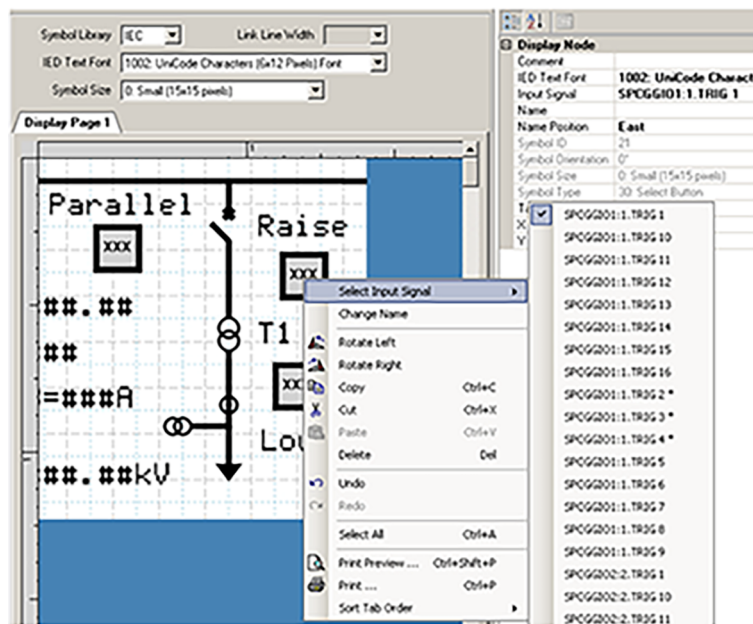 Symbol Library IEC Link Line Width
IED Text Font 1002: UniCode Characters (6x12 Pixels) Font
Symbol Size 0: Small (15x15 pixels)
Display Page 1
1
Parallel
xxx
Raise
xxx
##.##
##
T1
=###A
xx
Lo
##.##kV
Display Node
Comment
IED Text Font 1002: UniCode Charact
Input Signal SPCGGIO1:1.TRIG 1
Name
Name Position East
Symbol ID 21
Symbol Orientation 0°
Symbol Size 0: Small (15x15 pixels)
Symbol Type 30: Select Button
X
Y
Select Input Signal
Change Name
Rotate Left
Rotate Right
Copy Ctrl+C
Cut Ctrl+X
Paste Ctrl+V
Delete Del
Undo
Redo
Select All Ctrl+A
Print Preview ... Ctrl+Shift+P
Print ... Ctrl+P
Sort Tab Order
SPCGGIO1:1.TRIG 1
SPCGGIO1:1.TRIG 10
SPCGGIO1:1.TRIG 11
SPCGGIO1:1.TRIG 12
SPCGGIO1:1.TRIG 13
SPCGGIO1:1.TRIG 14
SPCGGIO1:1.TRIG 15
SPCGGIO1:1.TRIG 16
SPCGGIO1:1.TRIG 2 *
SPCGGIO1:1.TRIG 3 *
SPCGGIO1:1.TRIG 4 *
SPCGGIO1:1.TRIG 5
SPCGGIO1:1.TRIG 6
SPCGGIO1:1.TRIG 7
SPCGGIO1:1.TRIG 8
SPCGGIO1:1.TRIG 9
SPCGGIO2:2.TRIG 1
SPCGGIO2:2.TRIG 10
SPCGGIO2:2.TRIG 11